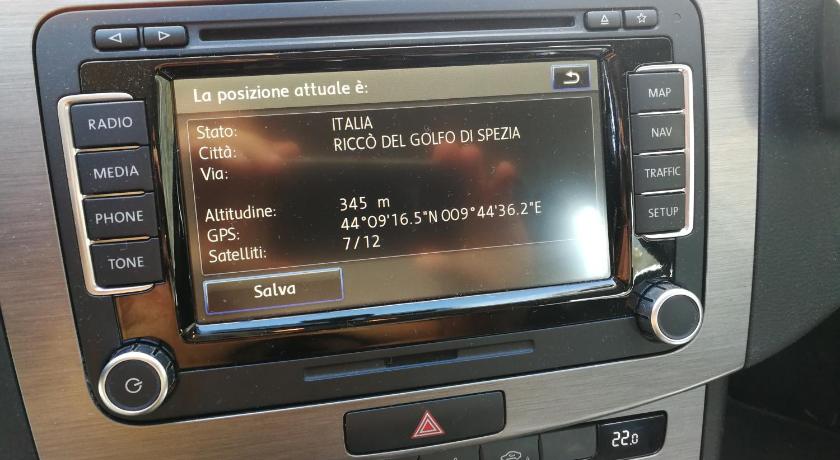 La posizione attuale è:
Stato: ITALIA
Città: RICCÒ DEL GOLFO DI SPEZIA
Via:
Altitudine: 345 m
GPS: 44°09'16.5"N 009°44'36.2"E
Satelliti: 7/12
Salva
RADIO
MEDIA
PHONE
TONE
MAP
NAV
TRAFFIC
SETUP
22.0